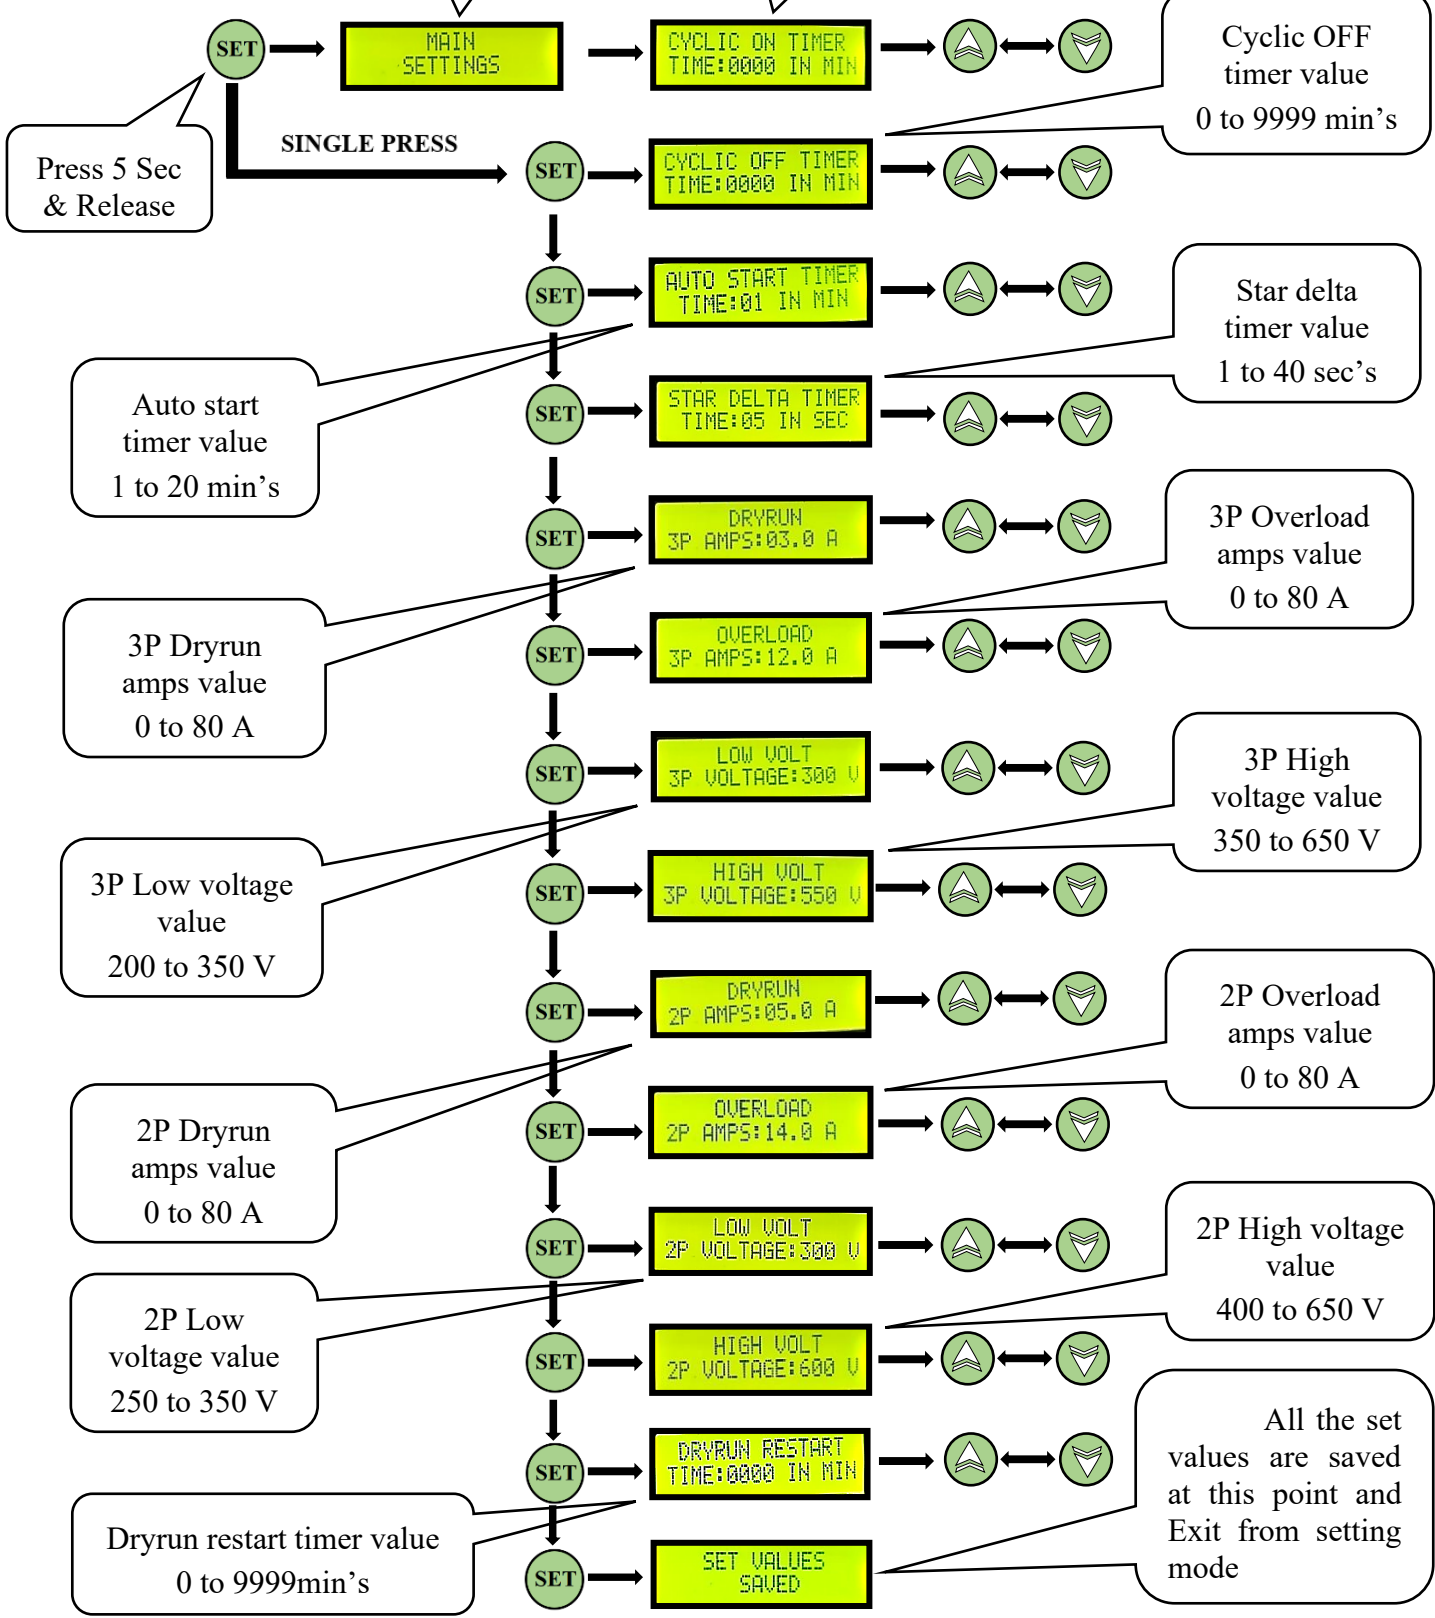 SET
MAIN
SETTINGS
CYCLIC ON TIMER
TIME:0000 IN MIN
Cyclic OFF
timer value
0 to 9999 min’s
Press 5 Sec
& Release
SINGLE PRESS
SET
CYCLIC OFF TIMER
TIME:0000 IN MIN
SET
AUTO START TIMER
TIME:01 IN MIN
Star delta
timer value
1 to 40 sec’s
Auto start
timer value
1 to 20 min’s
SET
STAR DELTA TIMER
TIME:05 IN SEC
SET
DRYRUN
3P AMPS:03.0 A
3P Overload
amps value
0 to 80 A
3P Dryrun
amps value
0 to 80 A
SET
OVERLOAD
3P AMPS:12.0 A
SET
LOW VOLT
3P VOLTAGE:300 V
3P High
voltage value
350 to 650 V
3P Low voltage
value
200 to 350 V
SET
HIGH VOLT
3P VOLTAGE:550 V
SET
DRYRUN
2P AMPS:05.0 A
2P Overload
amps value
0 to 80 A
2P Dryrun
amps value
0 to 80 A
SET
OVERLOAD
2P AMPS:14.0 A
SET
LOW VOLT
2P VOLTAGE:300 V
2P High voltage
value
400 to 650 V
2P Low
voltage value
250 to 350 V
SET
HIGH VOLT
2P VOLTAGE:600 V
SET
DRYRUN RESTART
TIME:0000 IN MIN
All the set
values are saved
at this point and
Exit from setting
mode
Dryrun restart timer value
0 to 9999min’s
SET
SET VALUES
SAVED